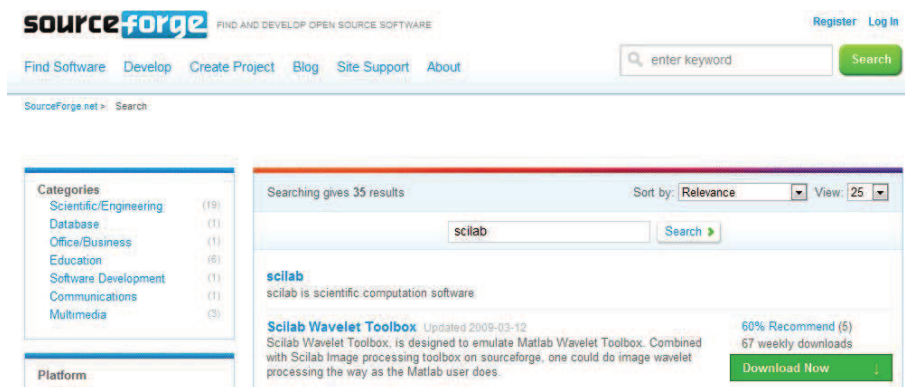 sourceforge FIND AND DEVELOP OPEN SOURCE SOFTWARE
Register Log In
Find Software Develop Create Project Blog Site Support About
enter keyword Search
SourceForge.net > Search
Categories
Scientific/Engineering (19)
Database (1)
Office/Business (1)
Education (6)
Software Development (1)
Communications (1)
Multimedia (3)
Platform
Searching gives 35 results Sort by: Relevance View: 25
scilab Search
scilab
scilab is scientific computation software
Scilab Wavelet Toolbox Updated 2009-03-12
Scilab Wavelet Toolbox, is designed to emulate Matlab Wavelet Toolbox. Combined
with Scilab Image processing toolbox on sourceforge, one could do image wavelet
processing the way as the Matlab user does.
60% Recommend (5)
67 weekly downloads
Download Now